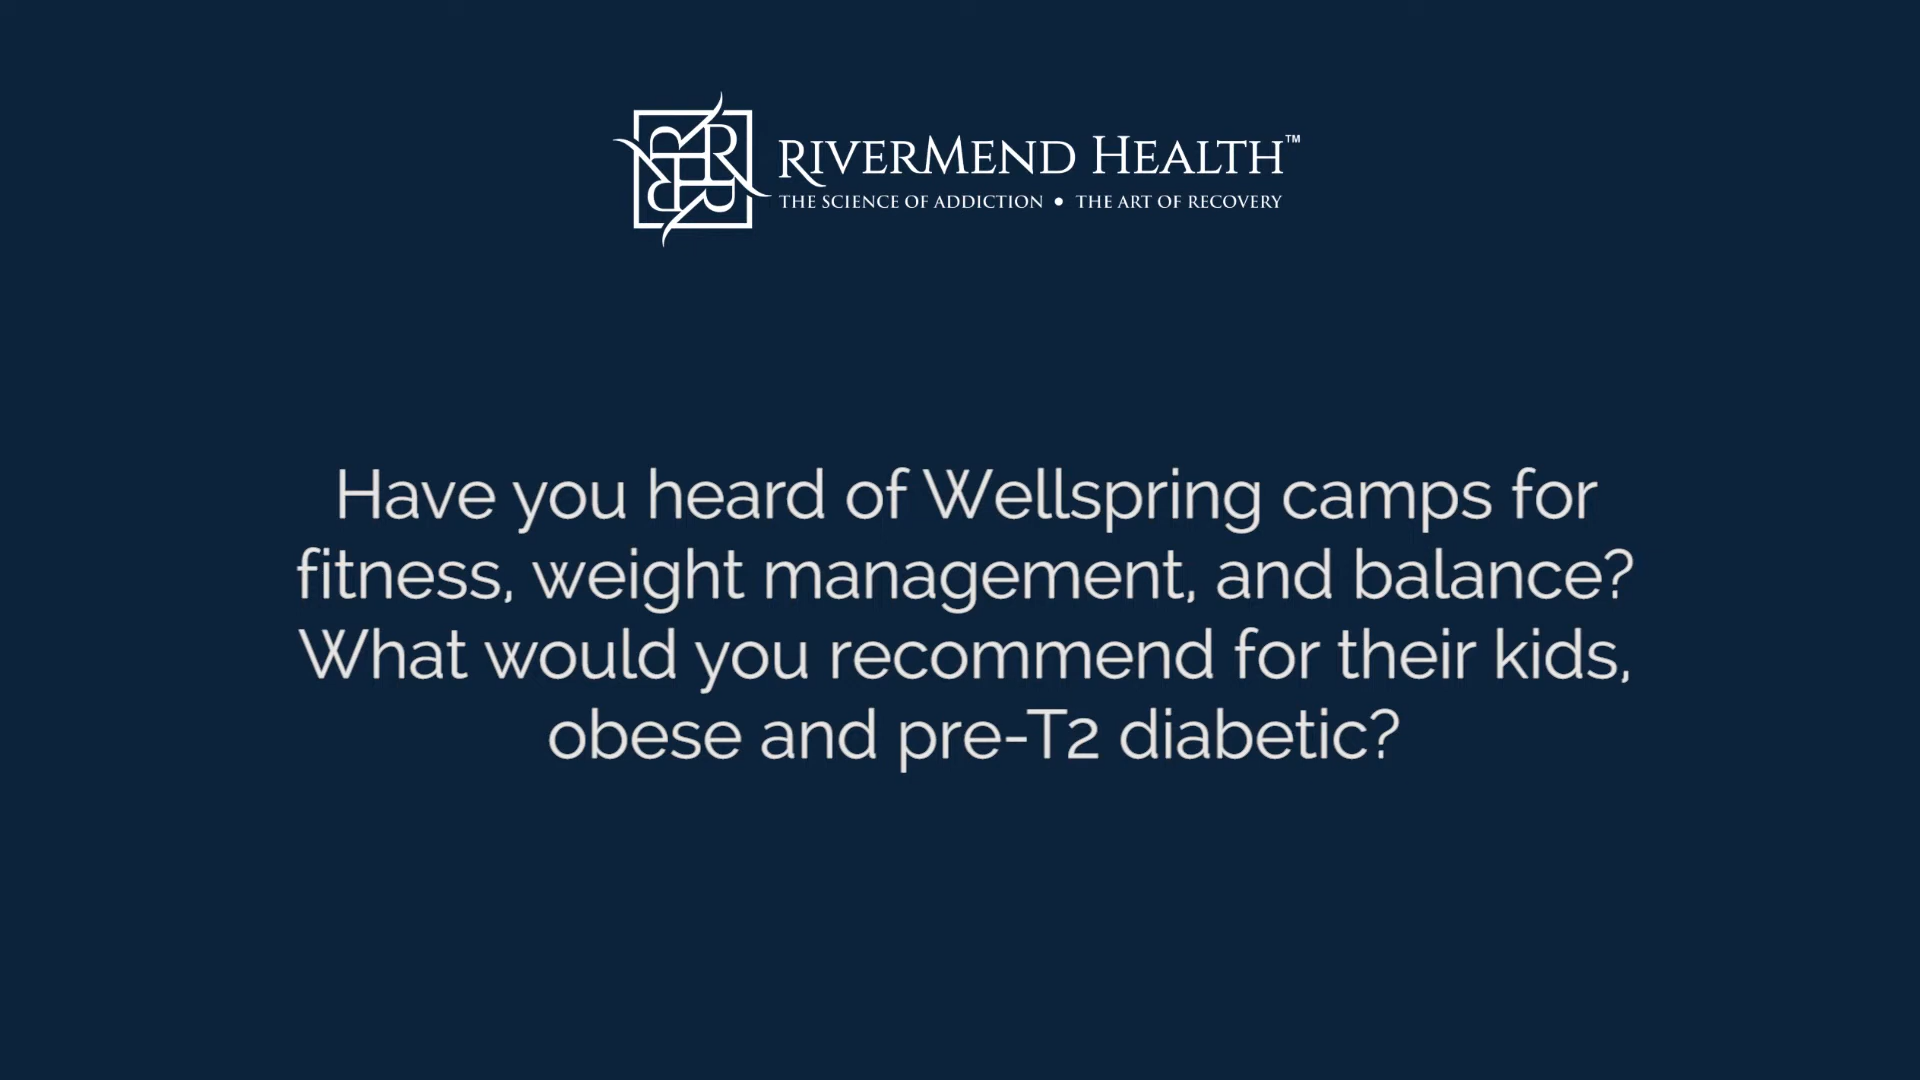 RIVERMEND HEALTH™
THE SCIENCE OF ADDICTION • THE ART OF RECOVERY
Have you heard of Wellspring camps for
fitness, weight management, and balance?
What would you recommend for their kids,
obese and pre-T2 diabetic?